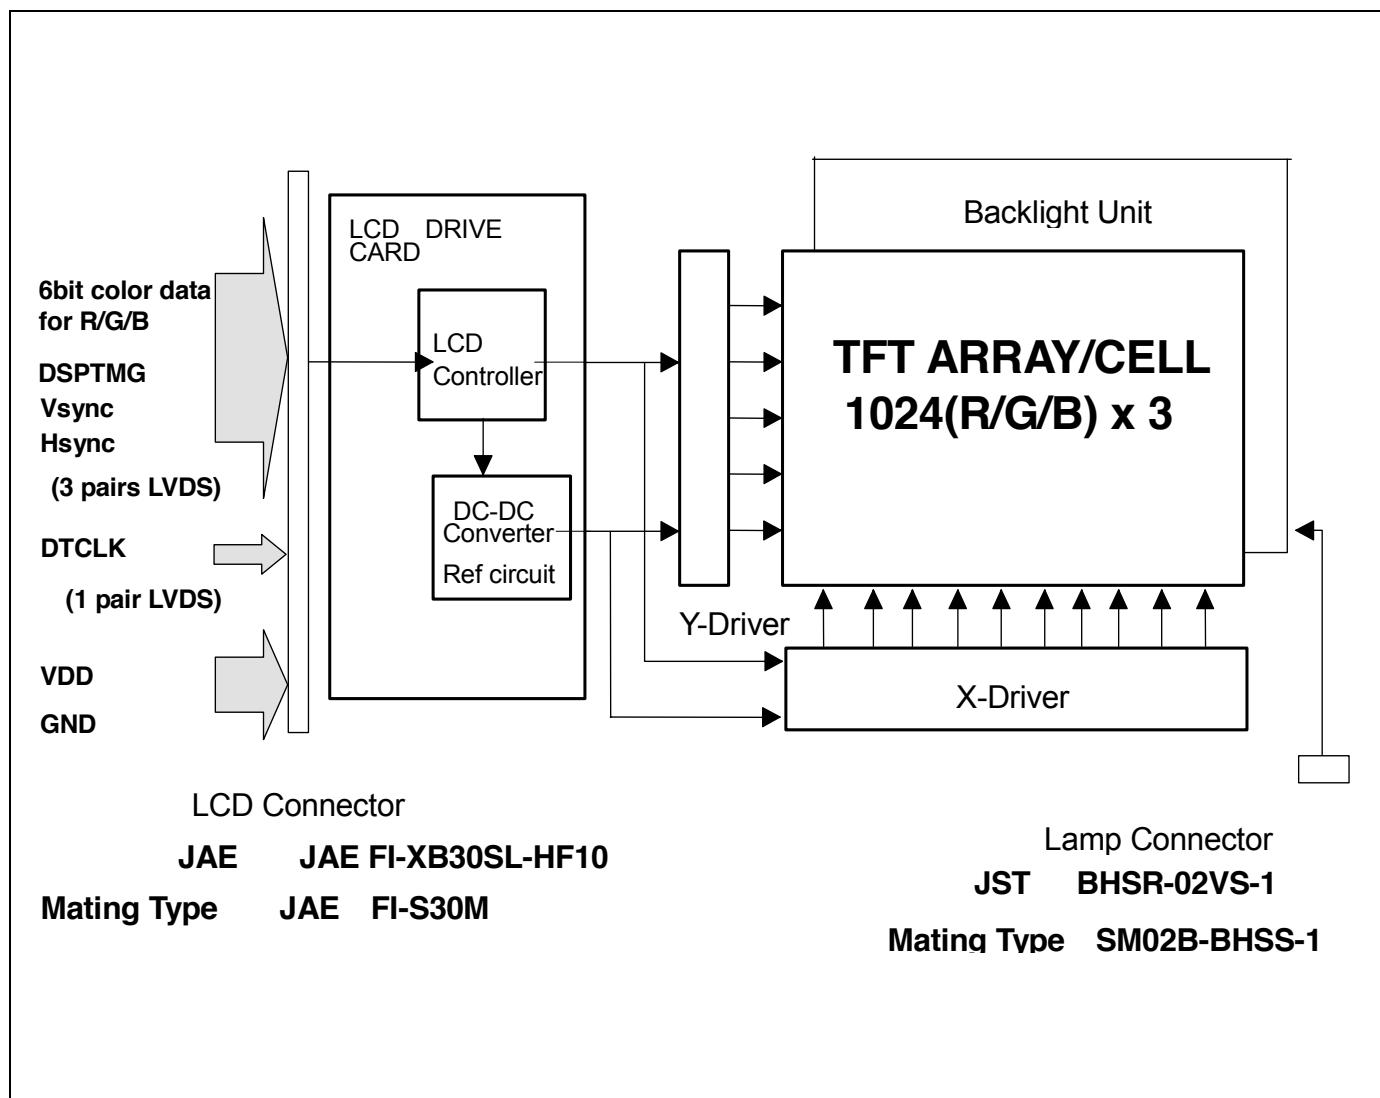 Backlight Unit
LCD DRIVE
CARD
6bit color data
for R/G/B
DSPTMG
Vsync
Hsync
(3 pairs LVDS)
DTCLK
(1 pair LVDS)
VDD
GND
LCD
Controller
DC-DC
Converter
Ref circuit
TFT ARRAY/CELL
1024(R/G/B) x 3
Y-Driver
X-Driver
LCD Connector
JAE JAE FI-XB30SL-HF10
Mating Type JAE FI-S30M
Lamp Connector
JST BHSR-02VS-1
Mating Type SM02B-BHSS-1